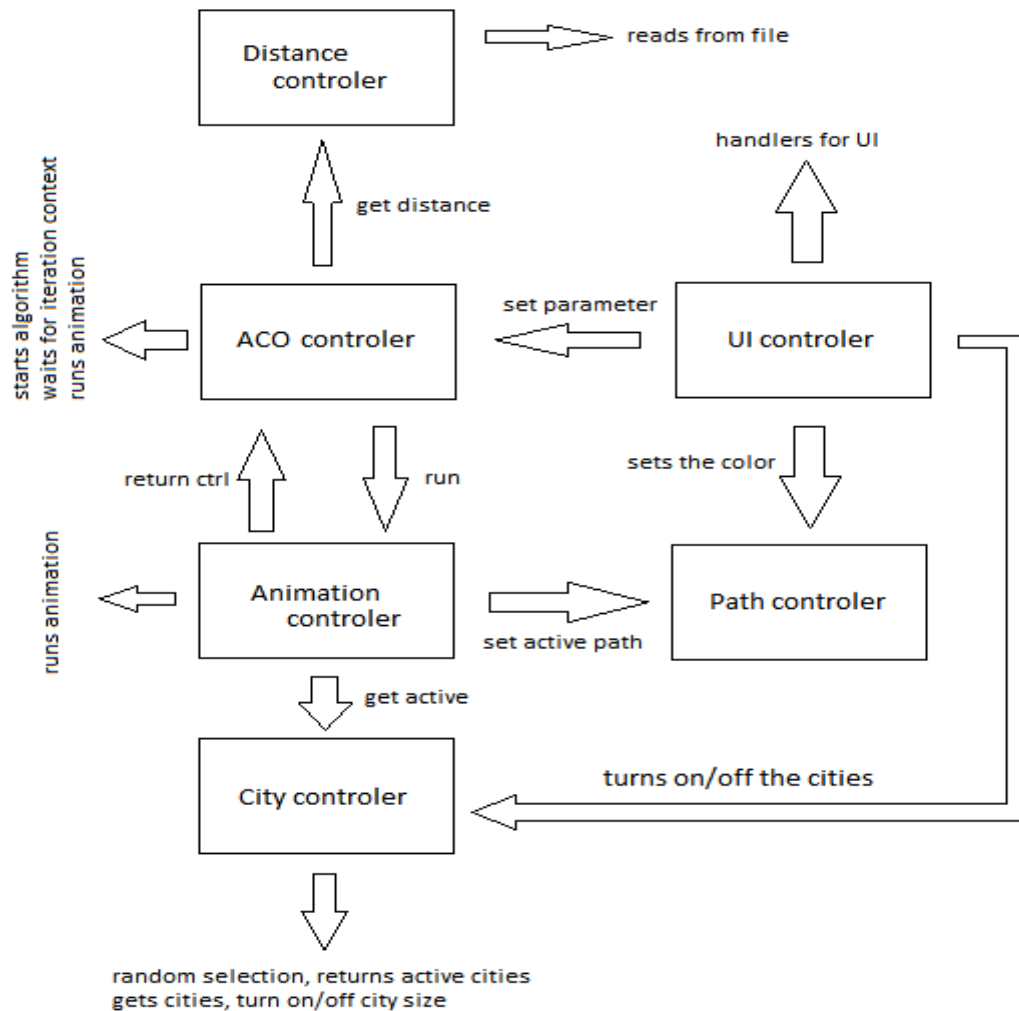 Distance
controler
reads from file
handlers for UI
get distance
starts algorithm
waits for iteration context
runs animation
ACO controler
set parameter
UI controler
return ctrl
run
sets the color
runs animation
Animation
controler
set active path
Path controler
get active
City controler
turns on/off the cities
random selection, returns active cities
gets cities, turn on/off city size